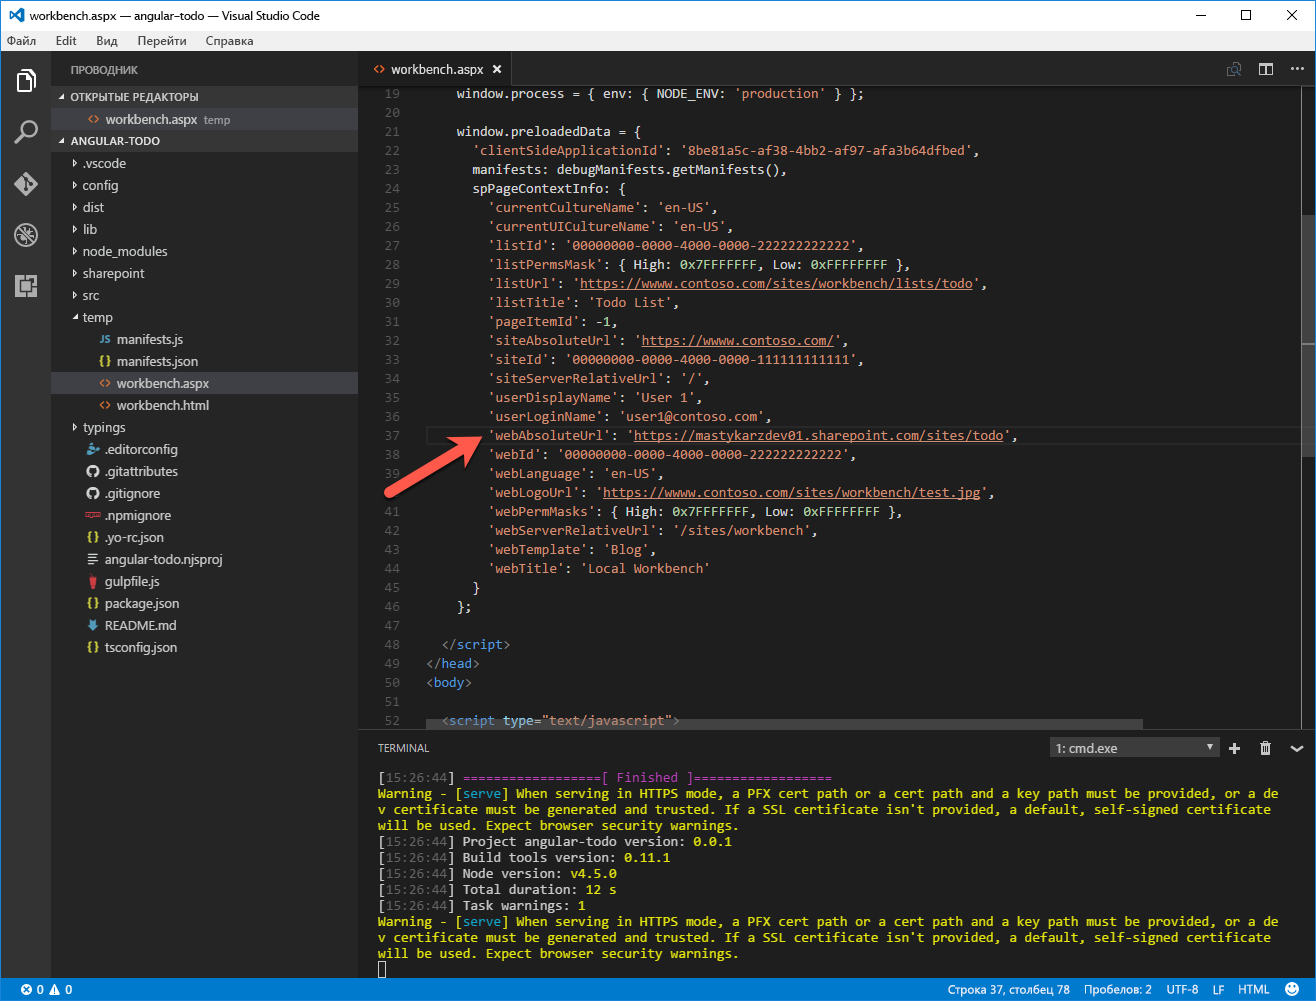 workbench.aspx — angular-todo — Visual Studio Code
Файл Edit Вид Перейти Справка
ПРОВОДНИК
ОТКРЫТЫЕ РЕДАКТОРЫ
<> workbench.aspx temp
ANGULAR-TODO
.vscode
config
dist
lib
node_modules
sharepoint
src
temp
JS manifests.js
{} manifests.json
<> workbench.aspx
<> workbench.html
typings
.editorconfig
.gitattributes
.gitignore
npm .npmignore
{} .yo-rc.json
angular-todo.njsproj
gulpfile.js
{} package.json
README.md
{} tsconfig.json
<> workbench.aspx ×
19 window.process = { env: { NODE_ENV: 'production' } };
20
21 window.preloadedData = {
22 'clientSideApplicationId': '8be81a5c-af38-4bb2-af97-afa3b64dfbed',
23 manifests: debugManifests.getManifests(),
24 spPageContextInfo: {
25 'currentCultureName': 'en-US',
26 'currentUICultureName': 'en-US',
27 'listId': '00000000-0000-4000-0000-222222222222',
28 'listPermsMask': { High: 0x7FFFFFFF, Low: 0xFFFFFFFF },
29 'listUrl': 'https://wwww.contoso.com/sites/workbench/lists/todo',
30 'listTitle': 'Todo List',
31 'pageItemId': -1,
32 'siteAbsoluteUrl': 'https://wwww.contoso.com/',
33 'siteId': '00000000-0000-4000-0000-111111111111',
34 'siteServerRelativeUrl': '/',
35 'userDisplayName': 'User 1',
36 'userLoginName': 'user1@contoso.com',
37 'webAbsoluteUrl': 'https://mastykarzdev01.sharepoint.com/sites/todo',
38 'webId': '00000000-0000-4000-0000-222222222222',
39 'webLanguage': 'en-US',
'webLogoUrl': 'https://wwww.contoso.com/sites/workbench/test.jpg',
41 'webPermMasks': { High: 0x7FFFFFFF, Low: 0xFFFFFFFF },
42 'webServerRelativeUrl': '/sites/workbench',
43 'webTemplate': 'Blog',
44 'webTitle': 'Local Workbench'
45 }
46 };
47
48 </script>
49 </head>
50 <body>
51
52 <script type="text/javascript">
TERMINAL 1: cmd.exe
[15:26:44] ==================[ Finished ]==================
Warning - [serve] When serving in HTTPS mode, a PFX cert path or a cert path and a key path must be provided, or a de
v certificate must be generated and trusted. If a SSL certificate isn't provided, a default, self-signed certificate
will be used. Expect browser security warnings.
[15:26:44] Project angular-todo version: 0.0.1
[15:26:44] Build tools version: 0.11.1
[15:26:44] Node version: v4.5.0
[15:26:44] Total duration: 12 s
[15:26:44] Task warnings: 1
Warning - [serve] When serving in HTTPS mode, a PFX cert path or a cert path and a key path must be provided, or a de
v certificate must be generated and trusted. If a SSL certificate isn't provided, a default, self-signed certificate
will be used. Expect browser security warnings.
0 0 Строка 37, столбец 78 Пробелов: 2 UTF-8 LF HTML